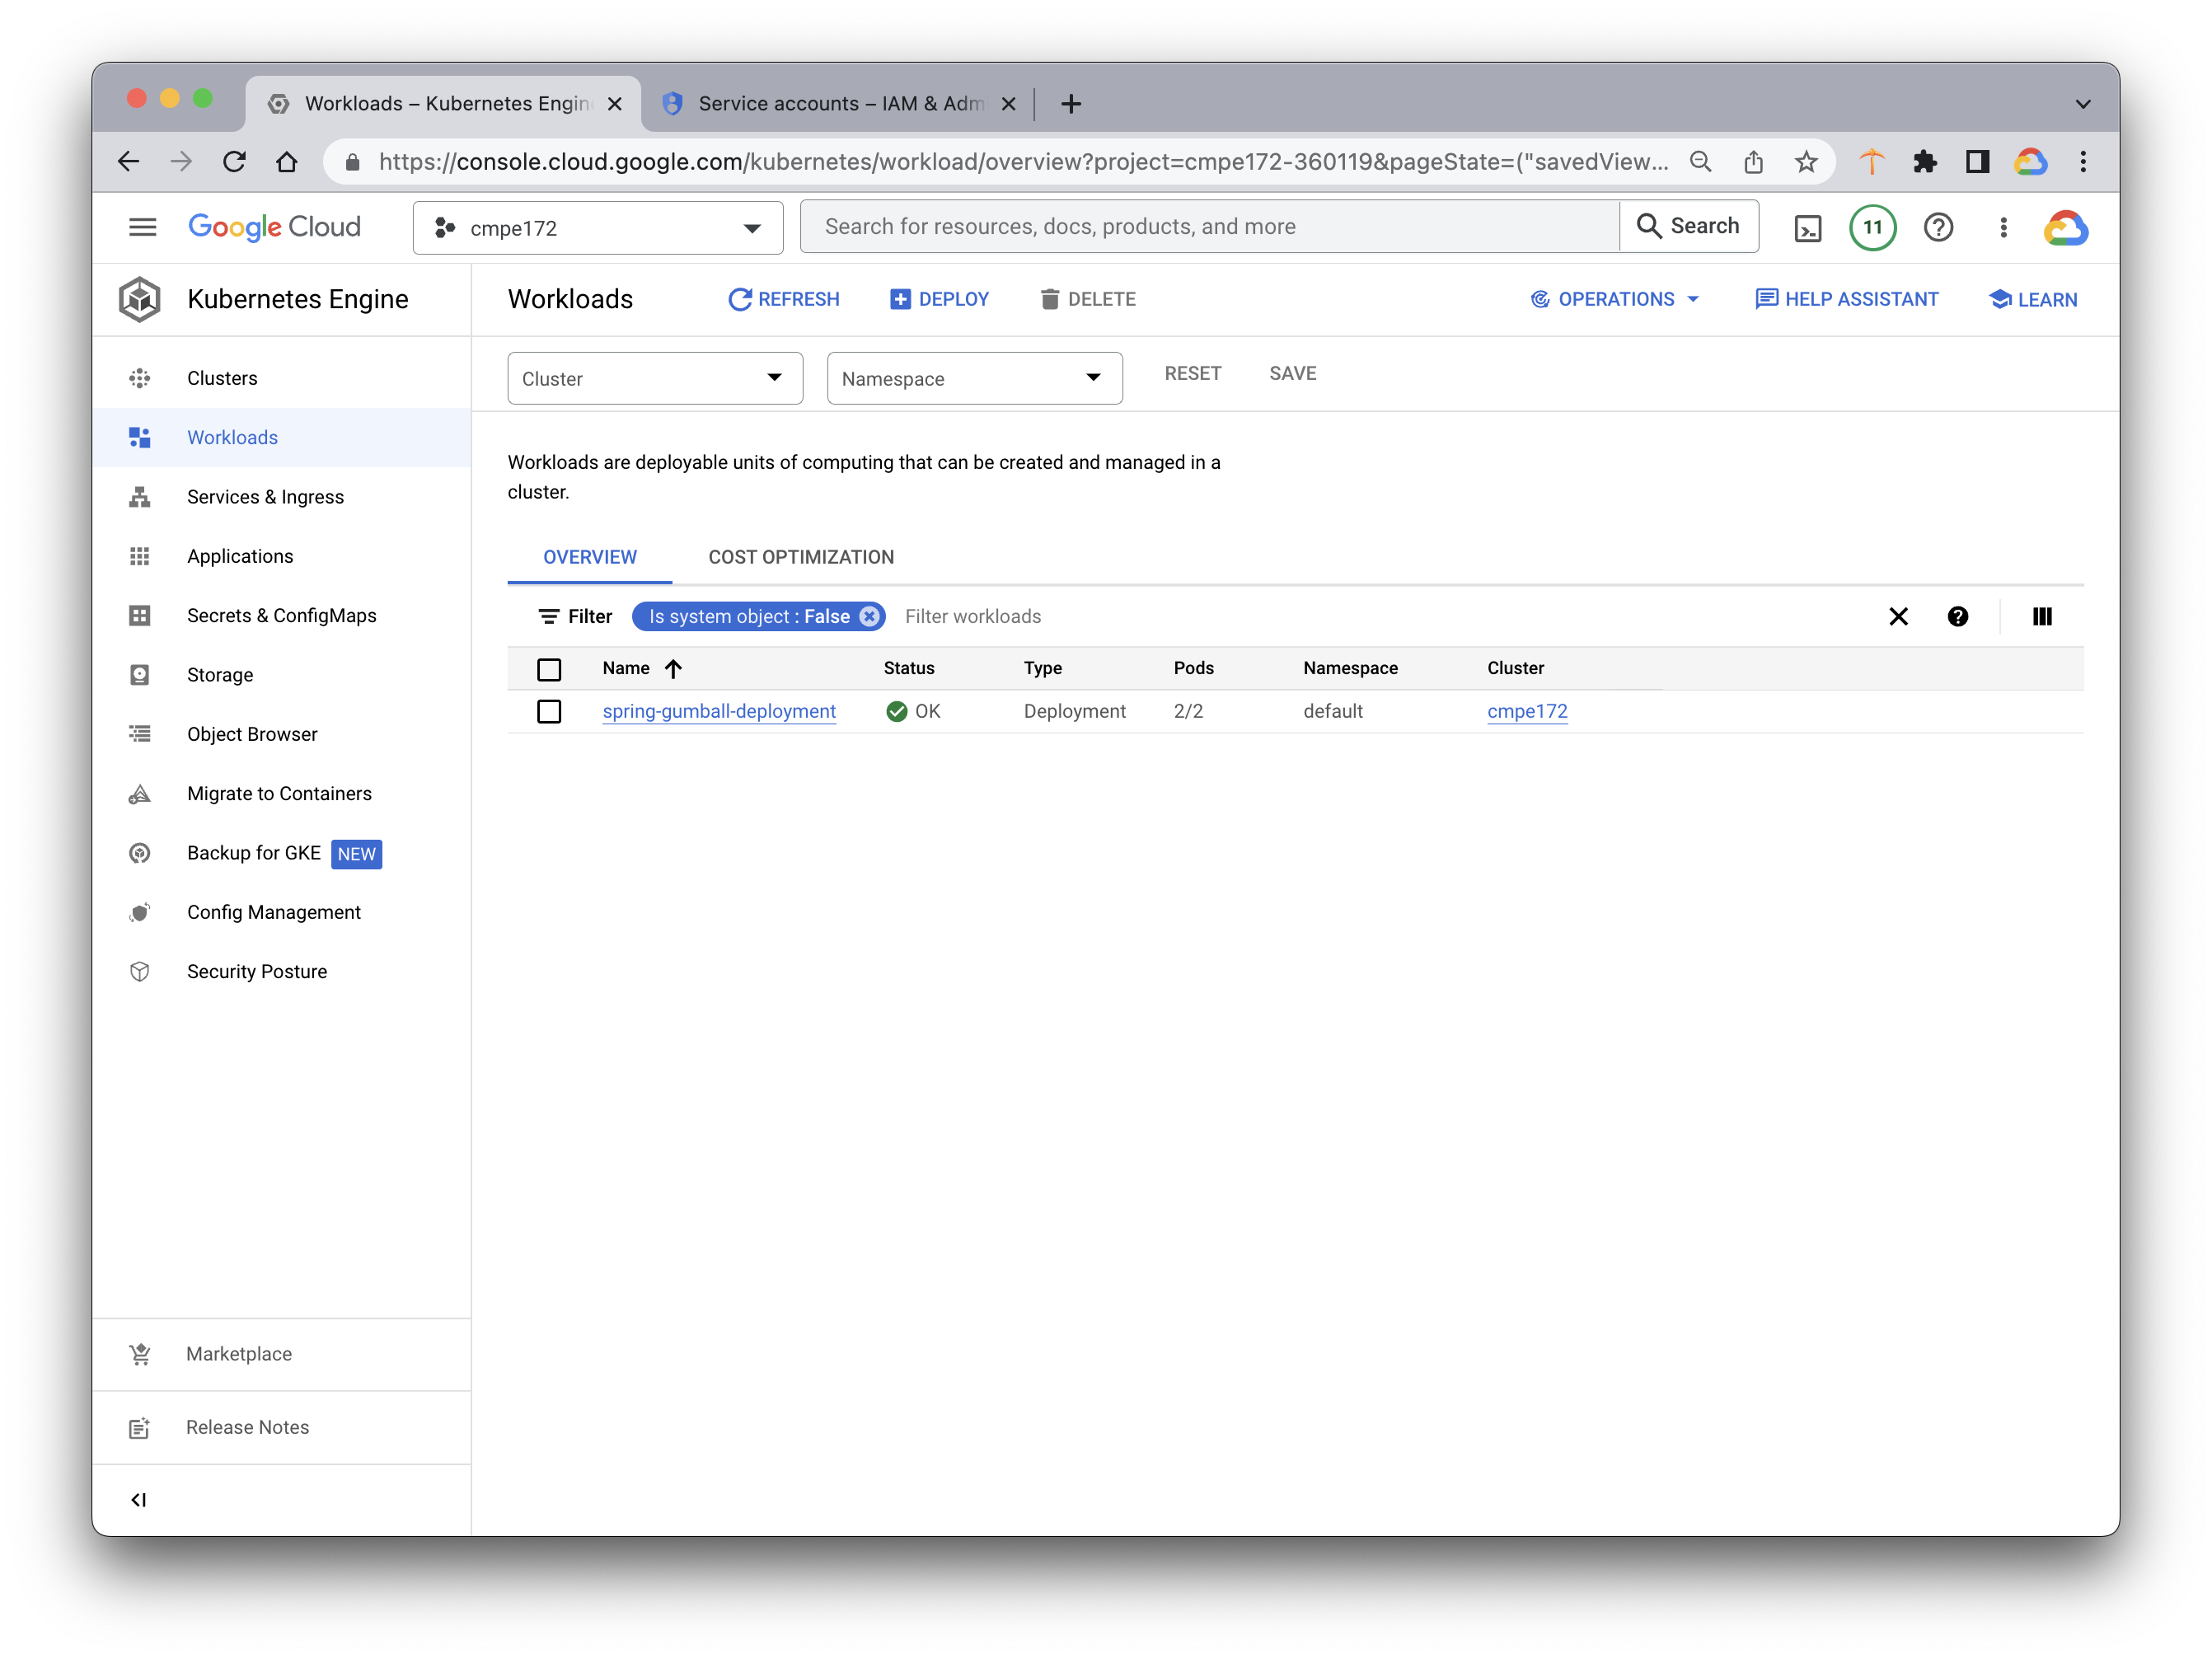 Workloads – Kubernetes Engin
Service accounts – IAM & Adm
https://console.cloud.google.com/kubernetes/workload/overview?project=cmpe172-360119&pageState=("savedView...
Google Cloud
cmpe172
Search for resources, docs, products, and more
Search
11
Kubernetes Engine
Workloads
REFRESH
DEPLOY
DELETE
OPERATIONS
HELP ASSISTANT
LEARN
Clusters
Workloads
Services & Ingress
Applications
Secrets & ConfigMaps
Storage
Object Browser
Migrate to Containers
Backup for GKE NEW
Config Management
Security Posture
Marketplace
Release Notes
Cluster
Namespace
RESET
SAVE
Workloads are deployable units of computing that can be created and managed in a
cluster.
OVERVIEW
COST OPTIMIZATION
Filter
Is system object : False
Filter workloads
Name Status Type Pods Namespace Cluster
spring-gumball-deployment OK Deployment 2/2 default cmpe172